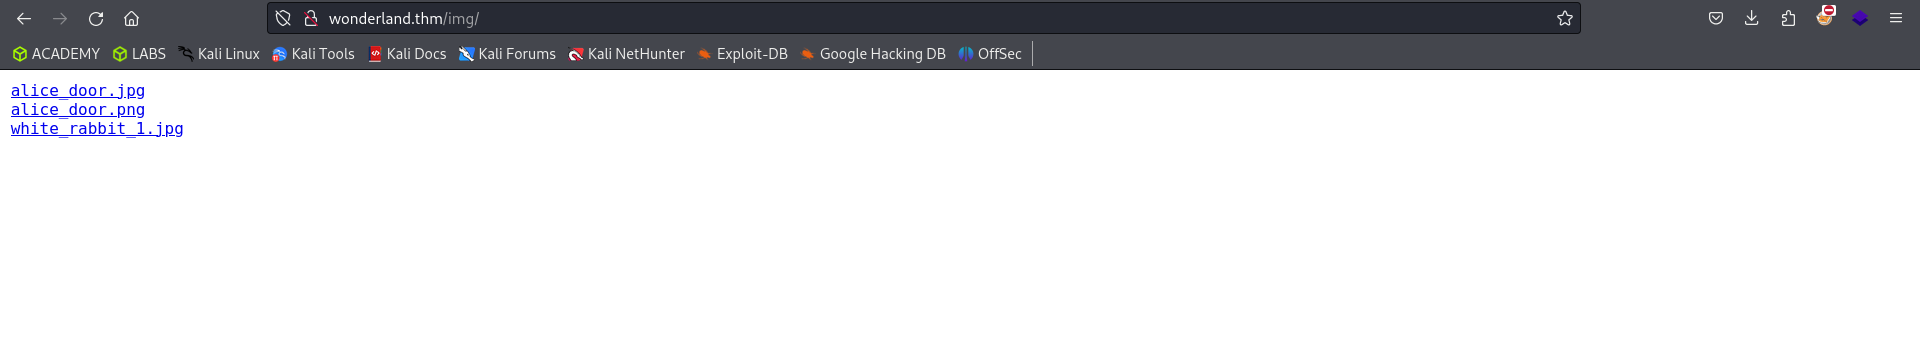 wonderland.thm/img/
ACADEMY LABS Kali Linux Kali Tools Kali Docs Kali Forums Kali NetHunter Exploit-DB Google Hacking DB OffSec
alice_door.jpg
alice_door.png
white_rabbit_1.jpg